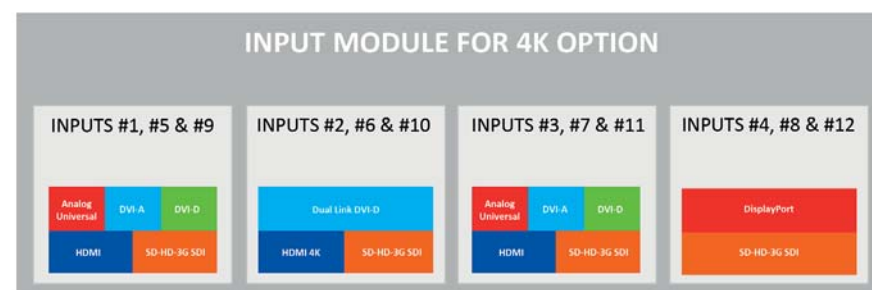 INPUT MODULE FOR 4K OPTION
INPUTS #1, #5 & #9
Analog
Universal
DVI-A
DVI-D
HDMI
SD-HD-3G SDI
INPUTS #2, #6 & #10
Dual Link DVI-D
HDMI 4K
SD-HD-3G SDI
INPUTS #3, #7 & #11
Analog
Universal
DVI-A
DVI-D
HDMI
SD-HD-3G SDI
INPUTS #4, #8 & #12
DisplayPort
SD-HD-3G SDI